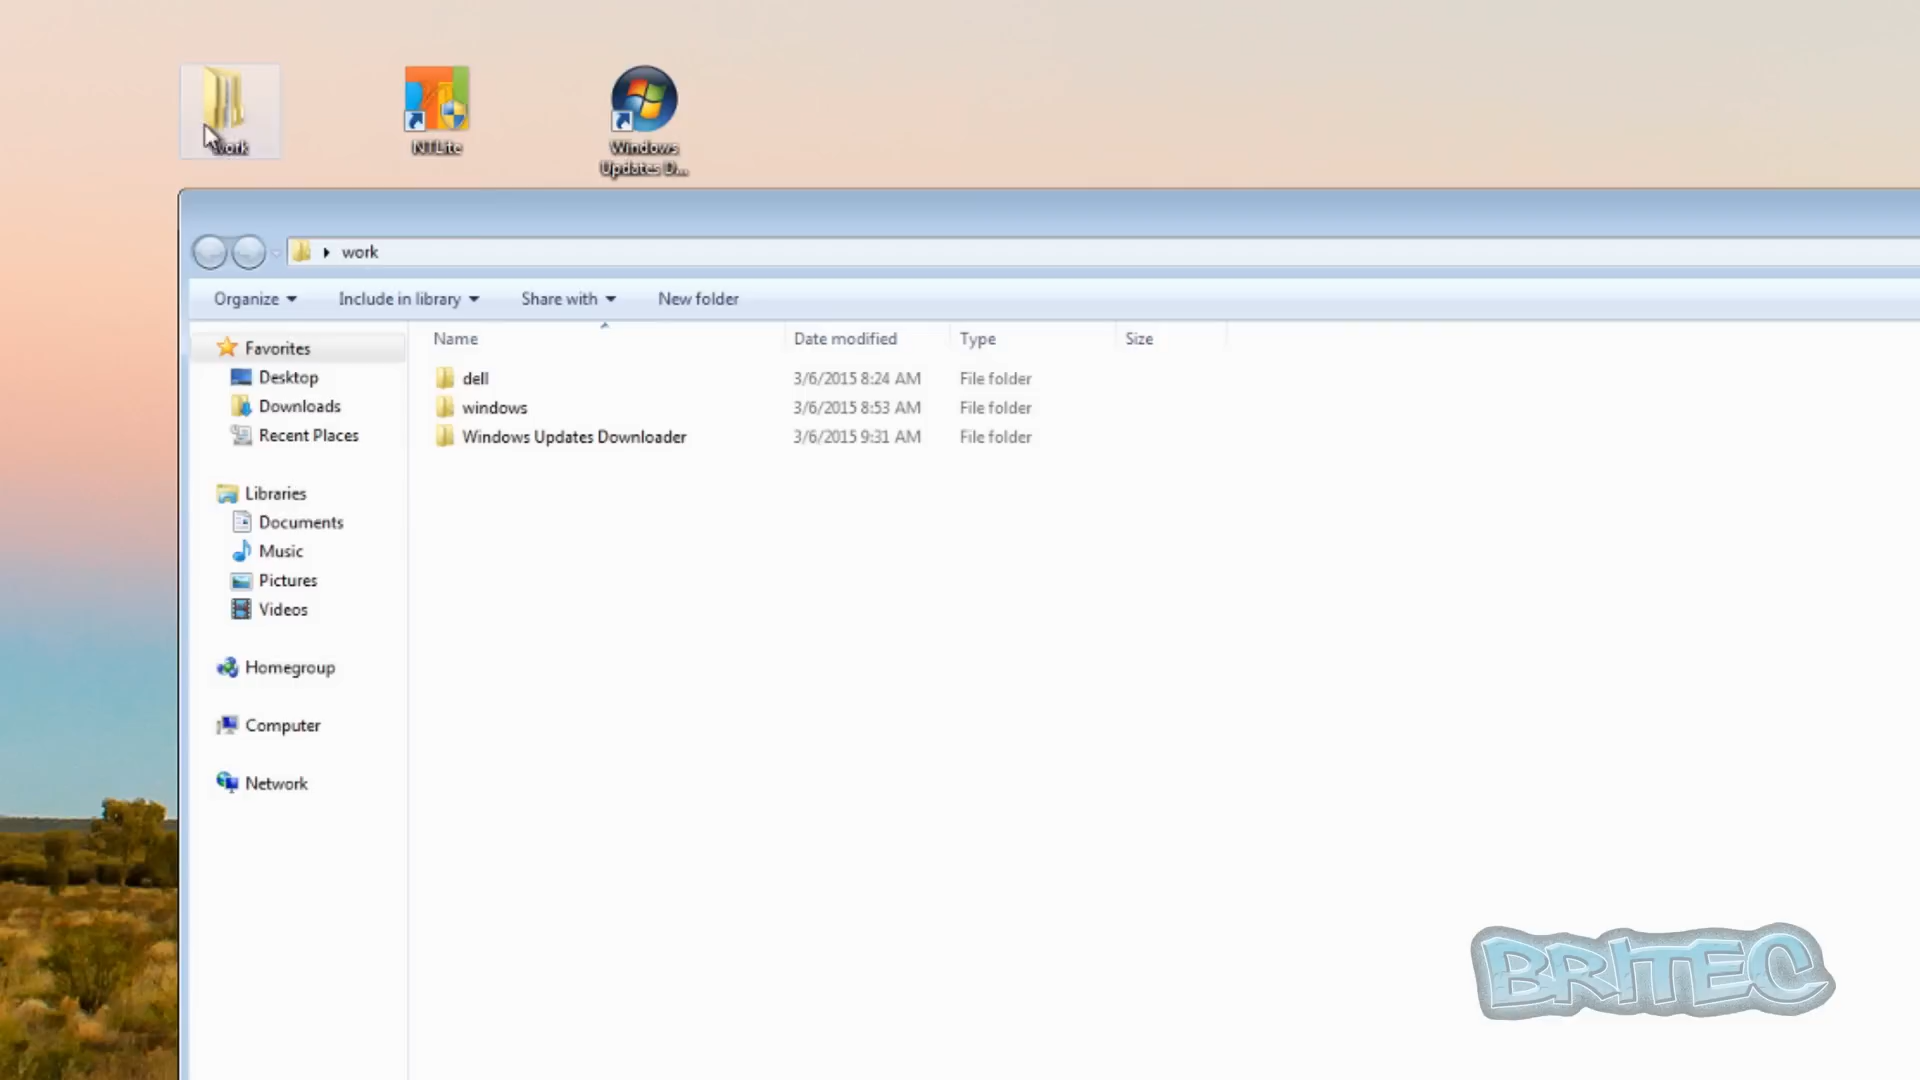 work
NTLite
Windows
Updates D...
work
Organize
Include in library
Share with
New folder
Name
Date modified
Type
Size
Favorites
Desktop
Downloads
Recent Places
Libraries
Documents
Music
Pictures
Videos
Homegroup
Computer
Network
dell 3/6/2015 8:24 AM File folder
windows 3/6/2015 8:53 AM File folder
Windows Updates Downloader 3/6/2015 9:31 AM File folder
BRITEC